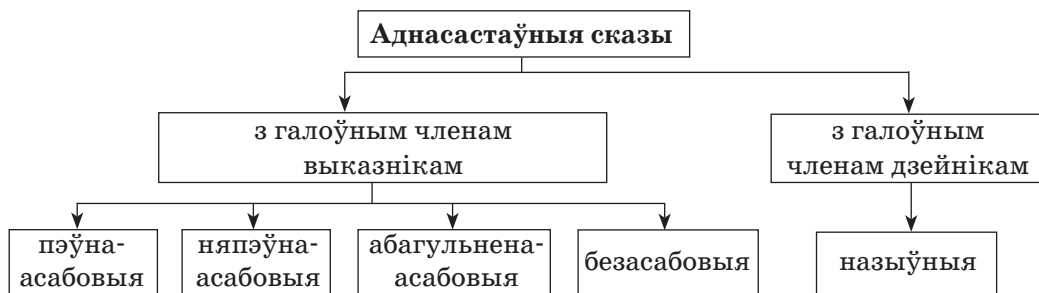 Аднасастаўныя сказы
з галоўным членам
выказнікам
з галоўным
членам дзейнікам
пэўна-
асабовыя
няпэўна-
асабовыя
абагульнена-
асабовыя
безасабовыя
назыўныя